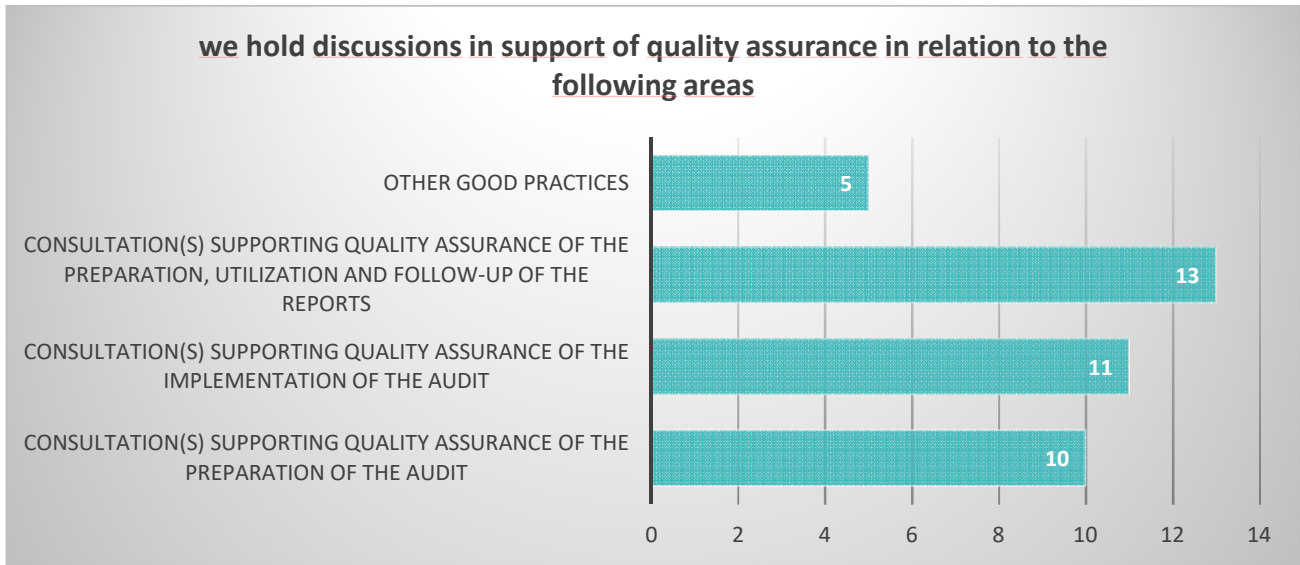 we hold discussions in support of quality assurance in relation to the
following areas
OTHER GOOD PRACTICES
5
CONSULTATION(S) SUPPORTING QUALITY ASSURANCE OF THE
PREPARATION, UTILIZATION AND FOLLOW-UP OF THE
REPORTS
13
CONSULTATION(S) SUPPORTING QUALITY ASSURANCE OF THE
IMPLEMENTATION OF THE AUDIT
11
CONSULTATION(S) SUPPORTING QUALITY ASSURANCE OF THE
PREPARATION OF THE AUDIT
10
0 2 4 6 8 10 12 14